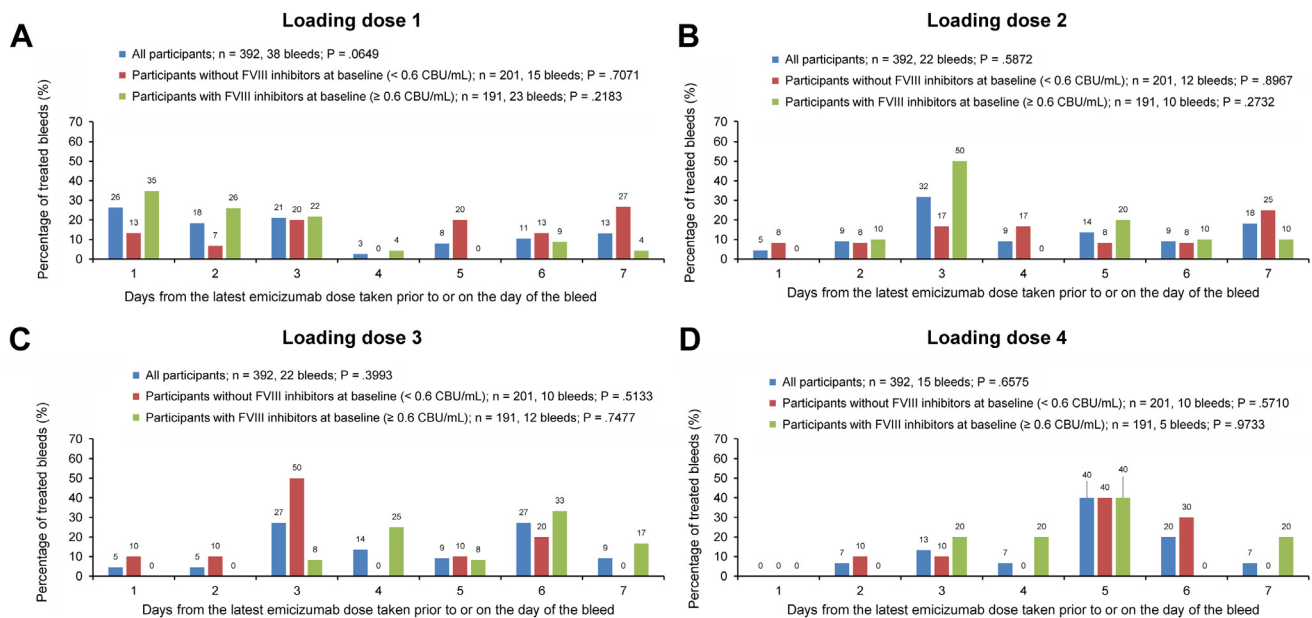 A
Loading dose 1
All participants; n = 392, 38 bleeds; P = .0649
Participants without FVIII inhibitors at baseline (< 0.6 CBU/mL); n = 201, 15 bleeds; P = .7071
Participants with FVIII inhibitors at baseline (≥ 0.6 CBU/mL); n = 191, 23 bleeds; P = .2183
Percentage of treated bleeds (%)
70
60
50
40
30
20
10
0
26 13 35 18 7 26 21 20 22 3 0 4 8 20 0 11 13 9 13 27 4
1 2 3 4 5 6 7
Days from the latest emicizumab dose taken prior to or on the day of the bleed
B
Loading dose 2
All participants; n = 392, 22 bleeds; P = .5872
Participants without FVIII inhibitors at baseline (< 0.6 CBU/mL); n = 201, 12 bleeds; P = .8967
Participants with FVIII inhibitors at baseline (≥ 0.6 CBU/mL); n = 191, 10 bleeds; P = .2732
Percentage of treated bleeds (%)
70
60
50
40
30
20
10
0
5 8 0 9 8 10 32 17 50 9 17 0 14 8 20 9 8 10 18 25 10
1 2 3 4 5 6 7
Days from the latest emicizumab dose taken prior to or on the day of the bleed
C
Loading dose 3
All participants; n = 392, 22 bleeds; P = .3993
Participants without FVIII inhibitors at baseline (< 0.6 CBU/mL); n = 201, 10 bleeds; P = .5133
Participants with FVIII inhibitors at baseline (≥ 0.6 CBU/mL); n = 191, 12 bleeds; P = .7477
Percentage of treated bleeds (%)
70
60
50
40
30
20
10
0
5 10 0 5 10 0 27 50 8 14 0 25 9 10 8 27 20 33 9 0 17
1 2 3 4 5 6 7
Days from the latest emicizumab dose taken prior to or on the day of the bleed
D
Loading dose 4
All participants; n = 392, 15 bleeds; P = .6575
Participants without FVIII inhibitors at baseline (< 0.6 CBU/mL); n = 201, 10 bleeds; P = .5710
Participants with FVIII inhibitors at baseline (≥ 0.6 CBU/mL); n = 191, 5 bleeds; P = .9733
Percentage of treated bleeds (%)
70
60
50
40
30
20
10
0
0 0 0 7 10 0 13 10 20 7 0 20 40 40 40 20 30 0 7 0 20
1 2 3 4 5 6 7
Days from the latest emicizumab dose taken prior to or on the day of the bleed